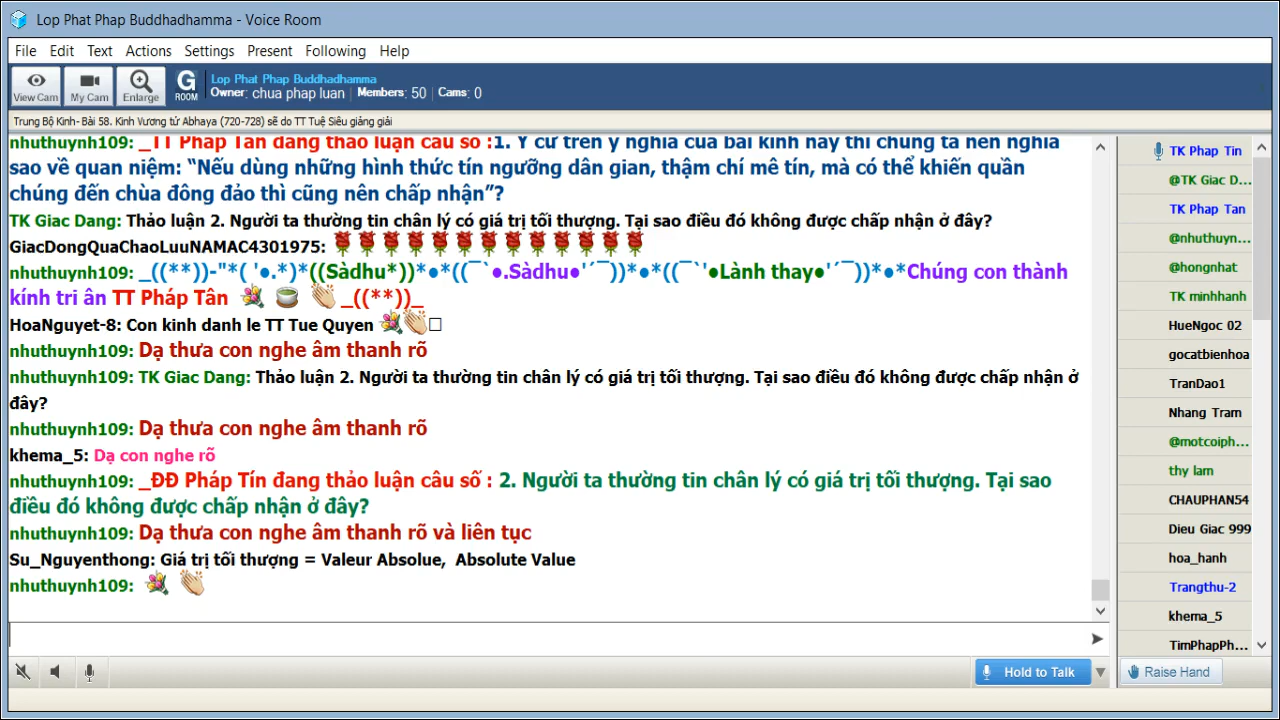 Lop Phat Phap Buddhadhamma - Voice Room
File Edit Text Actions Settings Present Following Help
View Cam My Cam Enlarge G ROOM
Lop Phat Phap Buddhadhamma
Owner: chua phap luan Members: 50 Cams: 0
Trung Bộ Kinh- Bài 58. Kinh Vương tử Abhaya (720-728) sẽ do TT Tuệ Siêu giảng giải
nhuthuynh109: _TT Pháp Tân đang thảo luận câu số :1. Y cứ trên ý nghĩa của bài kinh này thì chúng ta nên nghĩa
sao về quan niệm: “Nếu dùng những hình thức tín ngưỡng dân gian, thậm chí mê tín, mà có thể khiến quần
chúng đến chùa đông đảo thì cũng nên chấp nhận”?
TK Giac Dang: Thảo luận 2. Người ta thường tin chân lý có giá trị tối thượng. Tại sao điều đó không được chấp nhận ở đây?
GiacDongQuaChaoLuuNAMAC4301975: 🌹🌹🌹🌹🌹🌹🌹🌹🌹🌹🌹🌹🌹
nhuthuynh109: _((**))-"*( '●.*)*((Sàdhu*))*●*((¯`●.Sàdhu●'´¯))*●*((¯`'●Lành thay●'´¯))*●*Chúng con thành
kính tri ân TT Pháp Tân 💐 🍵 👏 _((**))_
HoaNguyet-8: Con kinh danh le TT Tue Quyen 💐👏□
nhuthuynh109: Dạ thưa con nghe âm thanh rõ
nhuthuynh109: TK Giac Dang: Thảo luận 2. Người ta thường tin chân lý có giá trị tối thượng. Tại sao điều đó không được chấp nhận ở
đây?
nhuthuynh109: Dạ thưa con nghe âm thanh rõ
khema_5: Dạ con nghe rõ
nhuthuynh109: _ĐĐ Pháp Tín đang thảo luận câu số : 2. Người ta thường tin chân lý có giá trị tối thượng. Tại sao
điều đó không được chấp nhận ở đây?
nhuthuynh109: Dạ thưa con nghe âm thanh rõ và liên tục
Su_Nguyenthong: Giá trị tối thượng = Valeur Absolue, Absolute Value
nhuthuynh109: 💐 👏
TK Phap Tin
@TK Giac D...
TK Phap Tan
@nhuthuyn...
@hongnhat
TK minhhanh
HueNgoc 02
gocatbienhoa
TranDao1
Nhang Tram
@motcoiph...
thy lam
CHAUPHAN54
Dieu Giac 999
hoa_hanh
Trangthu-2
khema_5
TimPhapPh...
Hold to Talk
Raise Hand